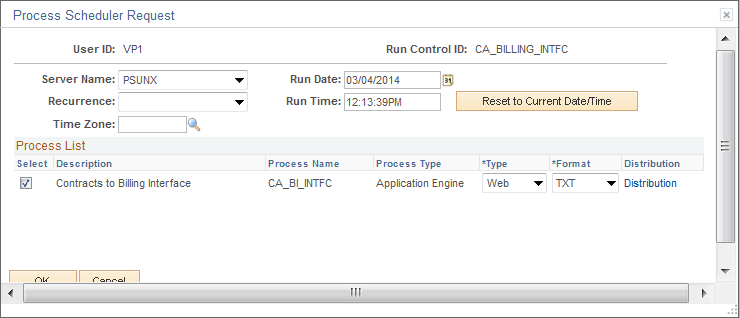 Process Scheduler Request
User ID: VP1 Run Control ID: CA_BILLING_INTFC
Server Name: PSUNX Run Date: 03/04/2014 31
Recurrence: Run Time: 12:13:39PM Reset to Current Date/Time
Time Zone:
Process List
Select Description Process Name Process Type *Type *Format Distribution
Contracts to Billing Interface CA_BI_INTFC Application Engine Web TXT Distribution
OK Cancel